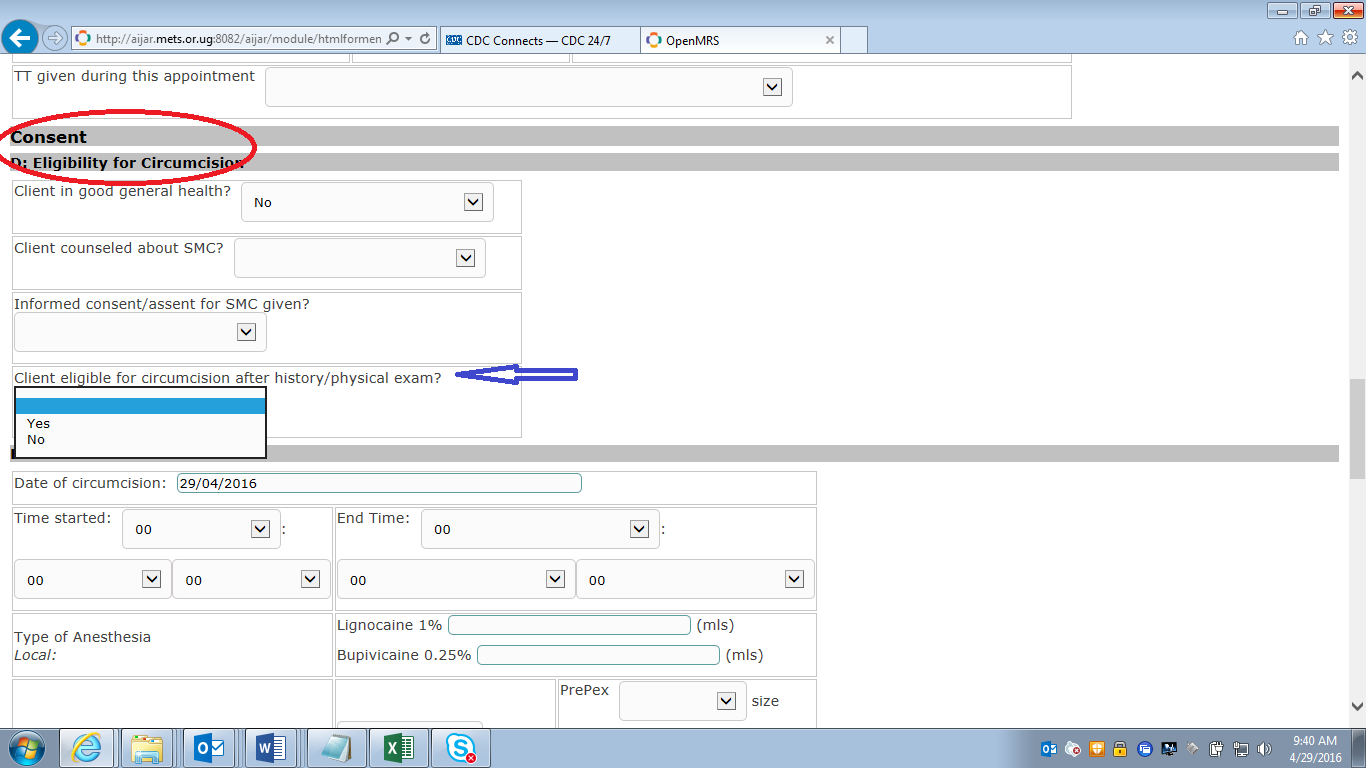 http://aijar.mets.or.ug:8082/aijar/module/htmlformen
CDC Connects — CDC 24/7
OpenMRS
TT given during this appointment
Consent
D: Eligibility for Circumcision
Client in good general health? No
Client counseled about SMC?
Informed consent/assent for SMC given?
Client eligible for circumcision after history/physical exam?
Yes
No
Date of circumcision: 29/04/2016
Time started: 00 : End Time: 00 :
00 00 00 00
Type of Anesthesia
Local:
Lignocaine 1% (mls)
Bupivicaine 0.25% (mls)
PrePex size
9:40 AM
4/29/2016